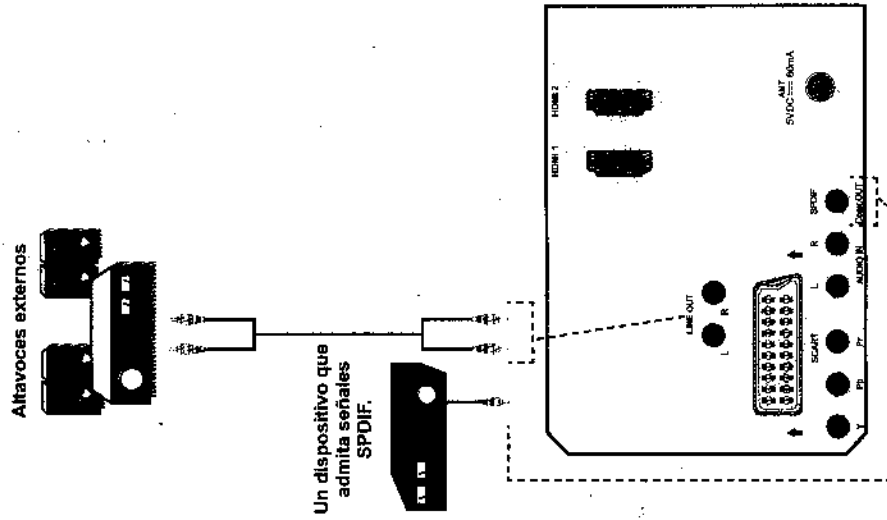 Altavoces externos
Un dispositivo que
admita señales
SPDIF.
HDMI 1
HDMI 2
ANT
5VDC 80mA
LINE OUT
L
R
SCART
Y
Pb
Pr
L
R
AUDIO IN
SPDIF
Coax.OUT